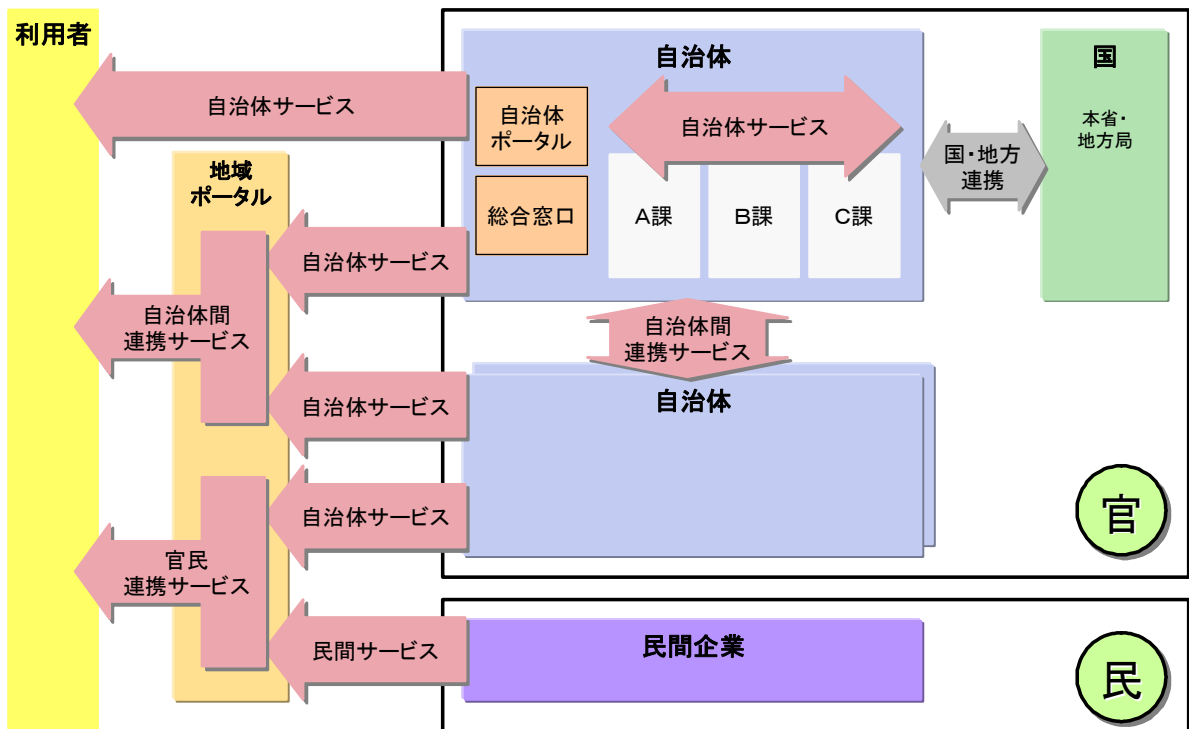 利用者
自治体
国
自治体サービス
自治体
ポータル
自治体サービス
国・地方
連携
本省・
地方局
地域
ポータル
総合窓口
A課
B課
C課
自治体サービス
自治体間
連携サービス
自治体間
連携サービス
自治体サービス
自治体
自治体サービス
官
官民
連携サービス
民間サービス
民間企業
民